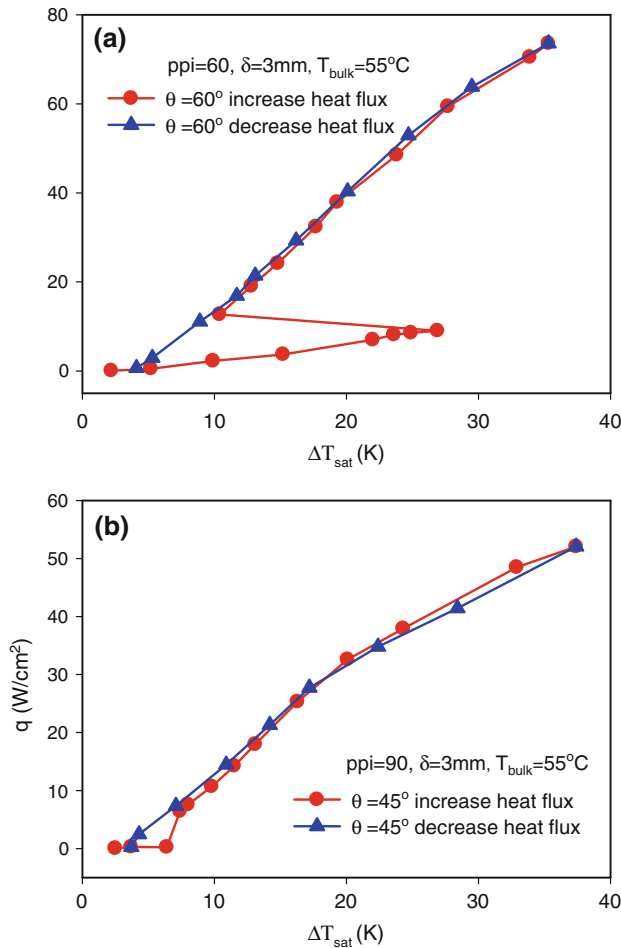 (a)
ppi=60, δ=3mm, T_bulk=55°C
θ =60° increase heat flux
θ =60° decrease heat flux
80
60
40
20
0
0 10 20 30 40
ΔT_sat (K)
(b)
60
50
40
30
20
10
0
q (W/cm²)
ppi=90, δ=3mm, T_bulk=55°C
θ =45° increase heat flux
θ =45° decrease heat flux
0 10 20 30 40
ΔT_sat (K)